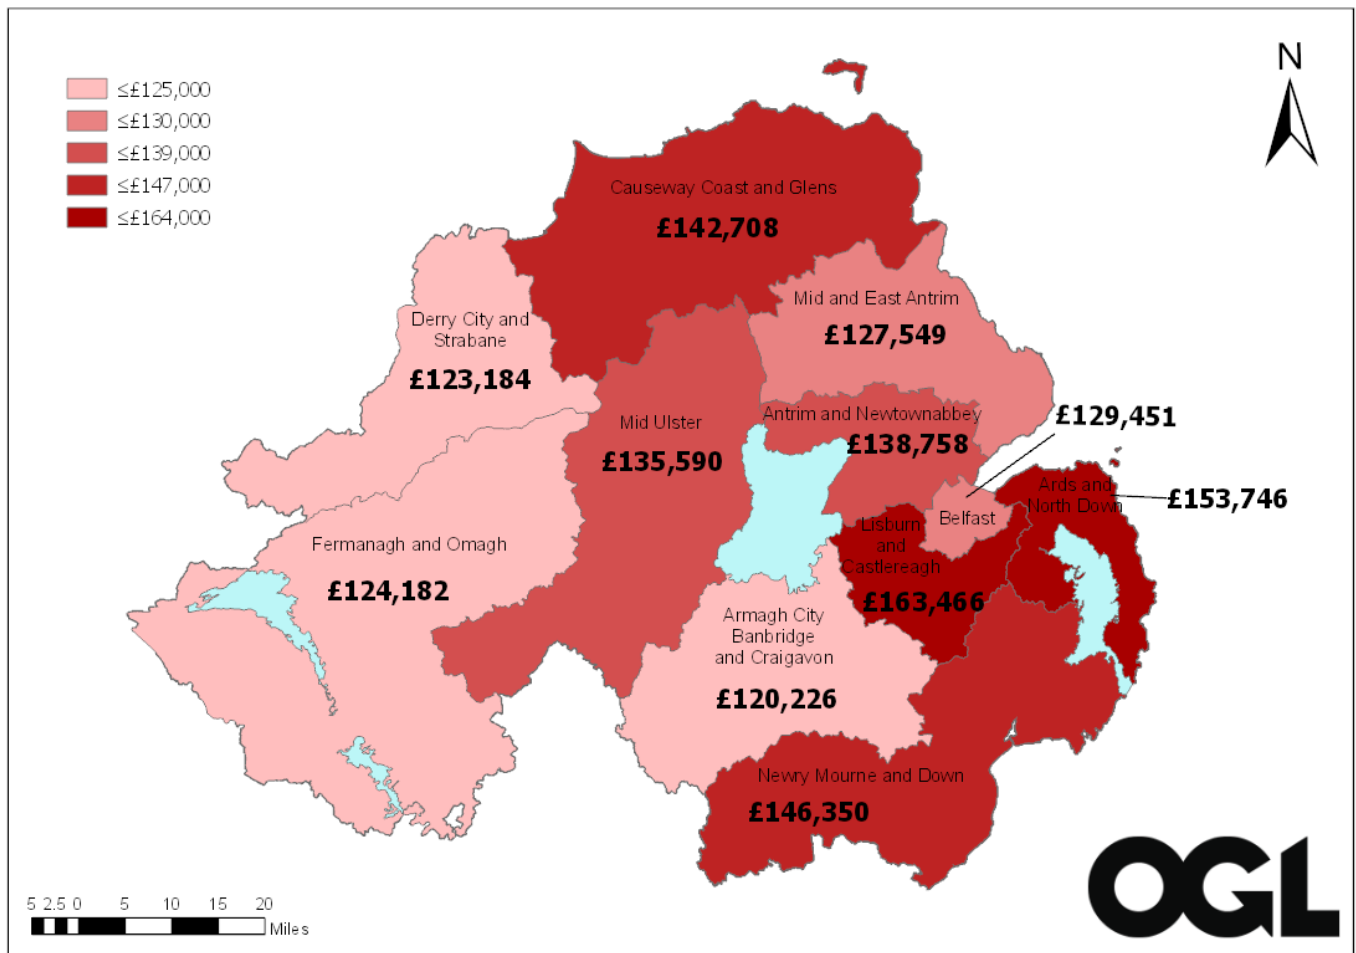 N
≤£125,000
≤£130,000
≤£139,000
≤£147,000
≤£164,000
Causeway Coast and Glens
£142,708
Mid and East Antrim
£127,549
Derry City and
Strabane
£123,184
Mid Ulster
£135,590
Antrim and Newtownabbey
£138,758
£129,451
Belfast
Ards and
North Down
£153,746
Lisburn
and
Castlereagh
£163,466
Fermanagh and Omagh
£124,182
Armagh City
Banbridge
and Craigavon
£120,226
Newry Mourne and Down
£146,350
5 2.5 0 5 10 15 20
Miles
OGL